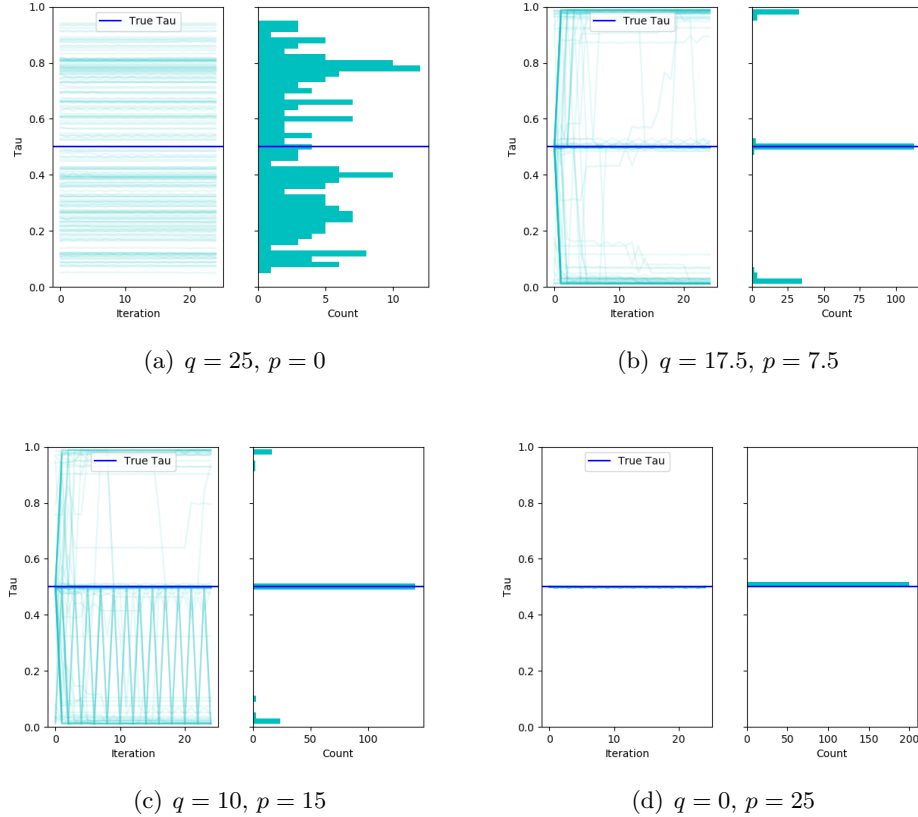 1.0
0.8
0.6
0.4
0.2
0.0
Tau
True Tau
0 10 20
Iteration
0 5 10
Count
(a) q = 25, p = 0
1.0
0.8
0.6
0.4
0.2
0.0
Tau
True Tau
0 10 20
Iteration
0 25 50 75 100
Count
(b) q = 17.5, p = 7.5
1.0
0.8
0.6
0.4
0.2
0.0
Tau
True Tau
0 10 20
Iteration
0 50 100
Count
(c) q = 10, p = 15
1.0
0.8
0.6
0.4
0.2
0.0
Tau
True Tau
0 10 20
Iteration
0 50 100 150 200
Count
(d) q = 0, p = 25